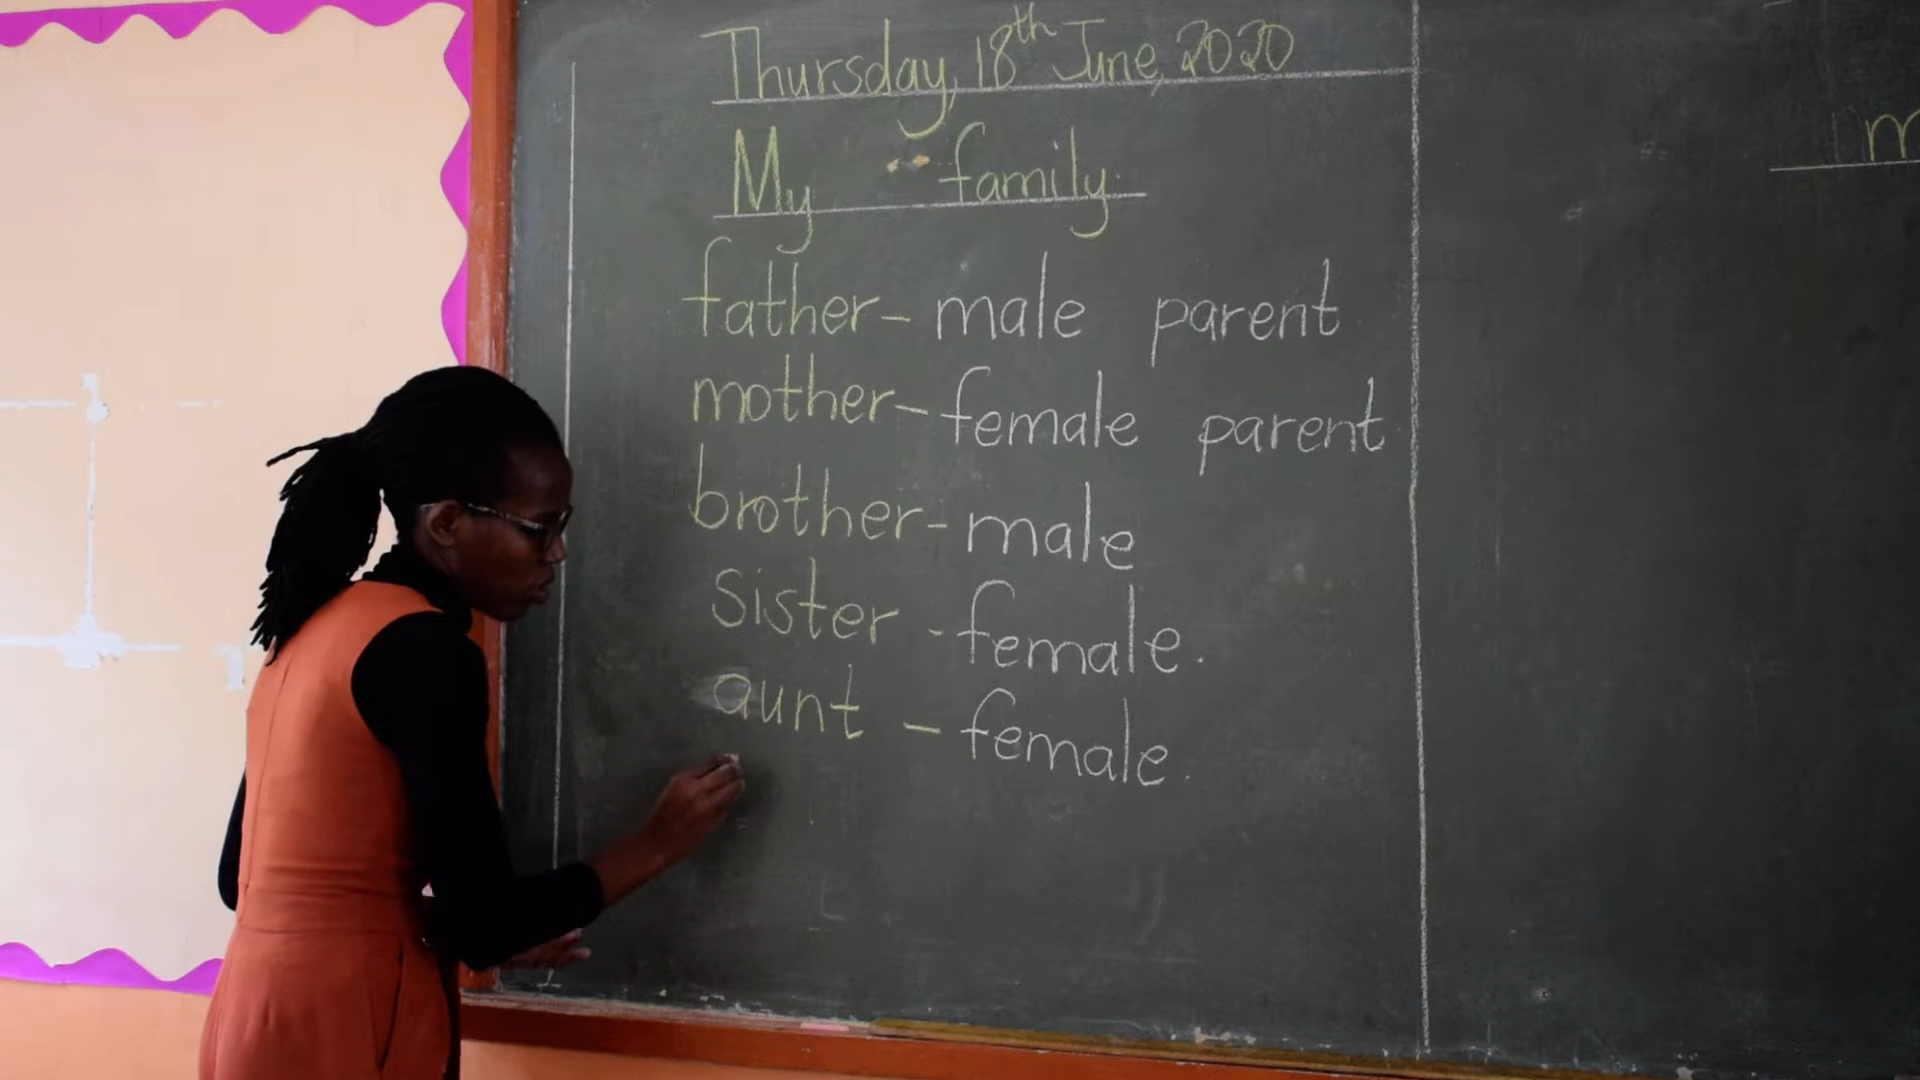 Thursday, 18th June, 2020
My family
father - male parent
mother - female parent
brother - male
sister - female.
aunt - female.